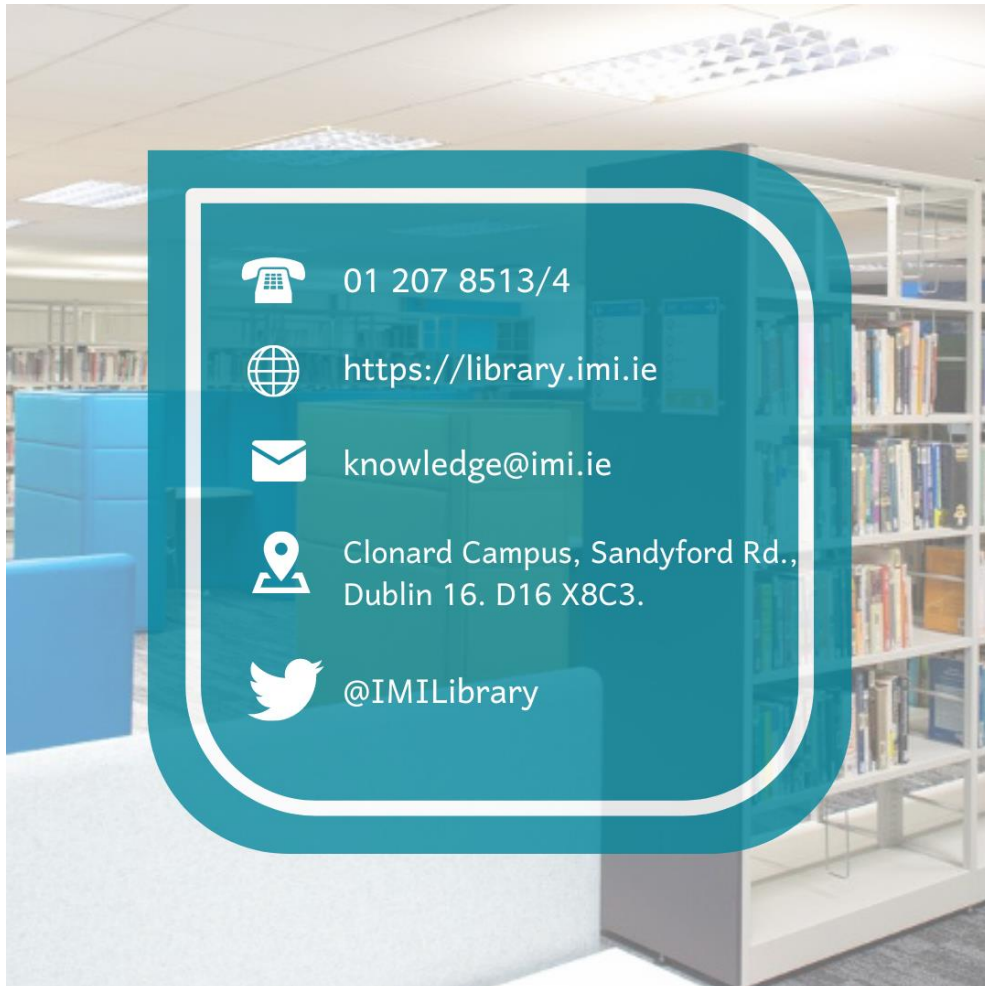 01 207 8513/4
https://library.imi.ie
knowledge@imi.ie
Clonard Campus, Sandyford Rd.,
Dublin 16. D16 X8C3.
@IMILibrary